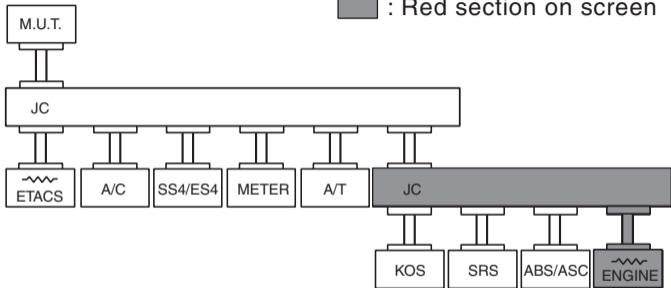 : Red section on screen
M.U.T.
JC
ETACS
A/C
SS4/ES4
METER
A/T
JC
KOS
SRS
ABS/ASC
ENGINE